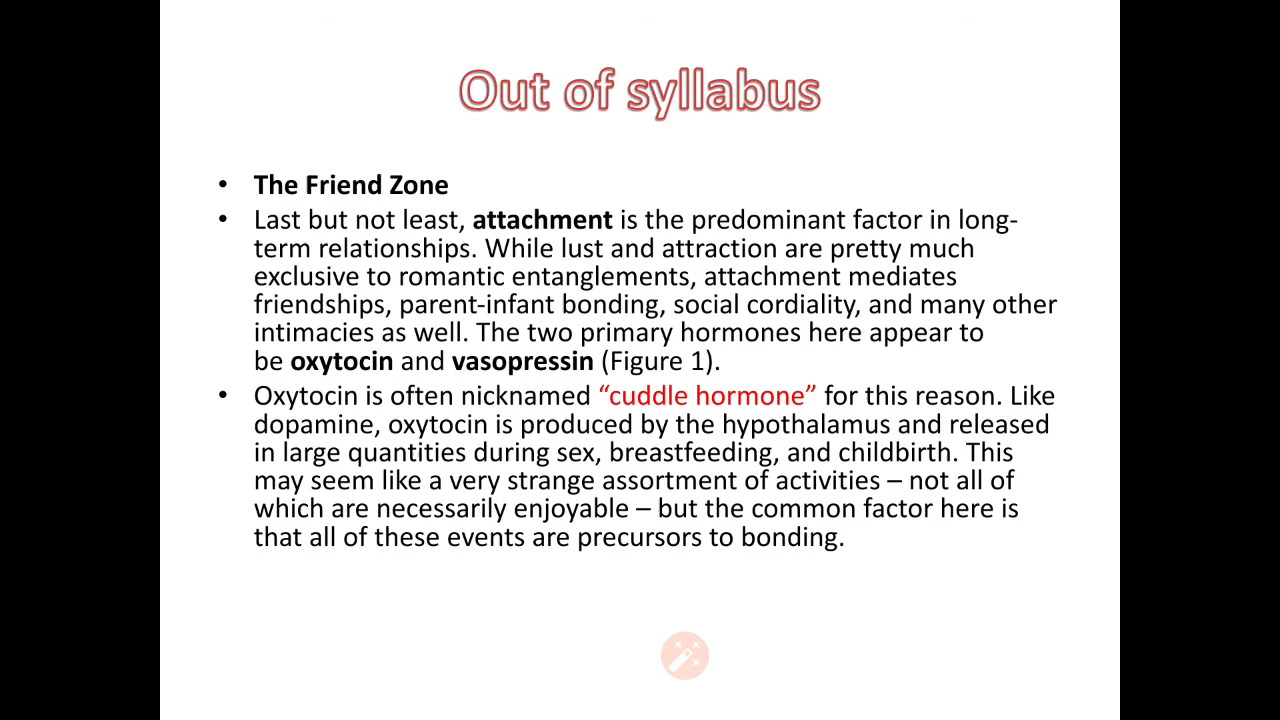 Out of syllabus
• The Friend Zone
• Last but not least, attachment is the predominant factor in long-
term relationships. While lust and attraction are pretty much
exclusive to romantic entanglements, attachment mediates
friendships, parent-infant bonding, social cordiality, and many other
intimacies as well. The two primary hormones here appear to
be oxytocin and vasopressin (Figure 1).
• Oxytocin is often nicknamed “cuddle hormone” for this reason. Like
dopamine, oxytocin is produced by the hypothalamus and released
in large quantities during sex, breastfeeding, and childbirth. This
may seem like a very strange assortment of activities – not all of
which are necessarily enjoyable – but the common factor here is
that all of these events are precursors to bonding.